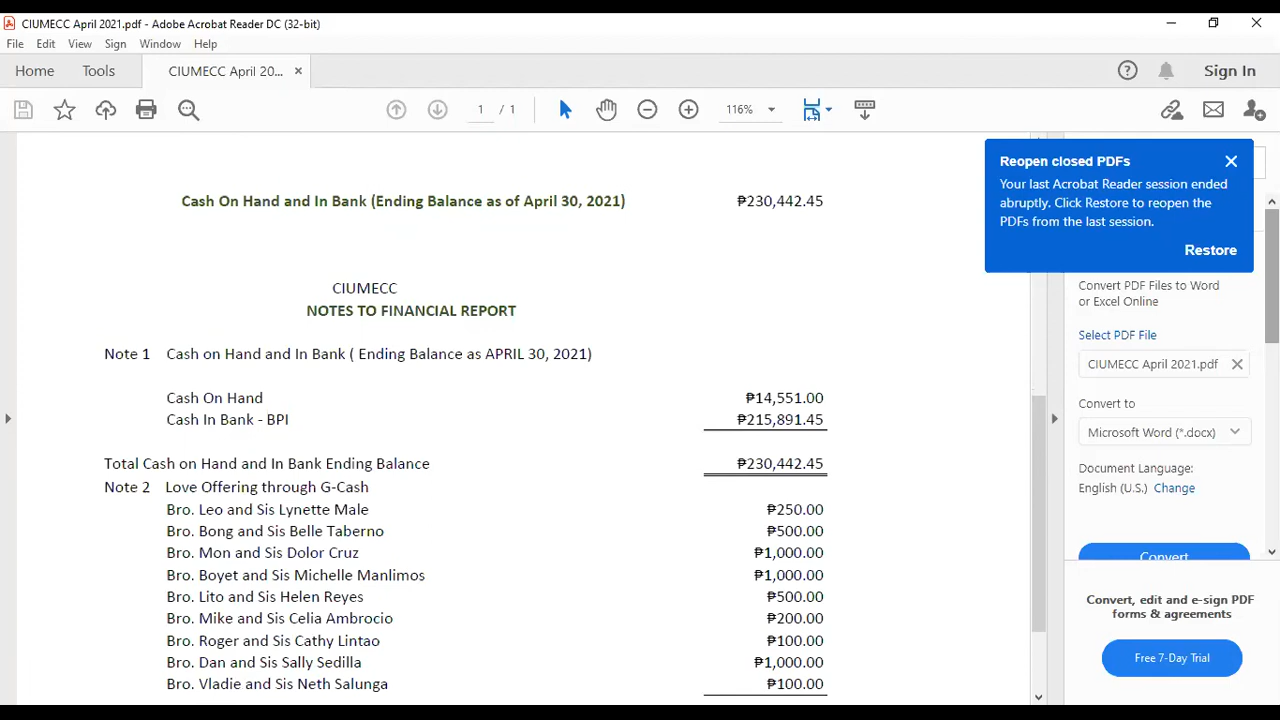 CIUMECC April 2021.pdf - Adobe Acrobat Reader DC (32-bit)
File Edit View Sign Window Help
Home Tools CIUMECC April 20... Sign In
1 / 1 116%
Cash On Hand and In Bank (Ending Balance as of April 30, 2021) ₱230,442.45
CIUMECC
NOTES TO FINANCIAL REPORT
Note 1 Cash on Hand and In Bank ( Ending Balance as APRIL 30, 2021)
Cash On Hand ₱14,551.00
Cash In Bank - BPI ₱215,891.45
Total Cash on Hand and In Bank Ending Balance ₱230,442.45
Note 2 Love Offering through G-Cash
Bro. Leo and Sis Lynette Male ₱250.00
Bro. Bong and Sis Belle Taberno ₱500.00
Bro. Mon and Sis Dolor Cruz ₱1,000.00
Bro. Boyet and Sis Michelle Manlimos ₱1,000.00
Bro. Lito and Sis Helen Reyes ₱500.00
Bro. Mike and Sis Celia Ambrocio ₱200.00
Bro. Roger and Sis Cathy Lintao ₱100.00
Bro. Dan and Sis Sally Sedilla ₱1,000.00
Bro. Vladie and Sis Neth Salunga ₱100.00
Reopen closed PDFs
Your last Acrobat Reader session ended
abruptly. Click Restore to reopen the
PDFs from the last session.
Restore
Convert PDF Files to Word
or Excel Online
Select PDF File
CIUMECC April 2021.pdf
Convert to
Microsoft Word (*.docx)
Document Language:
English (U.S.) Change
Convert
Convert, edit and e-sign PDF
forms & agreements
Free 7-Day Trial